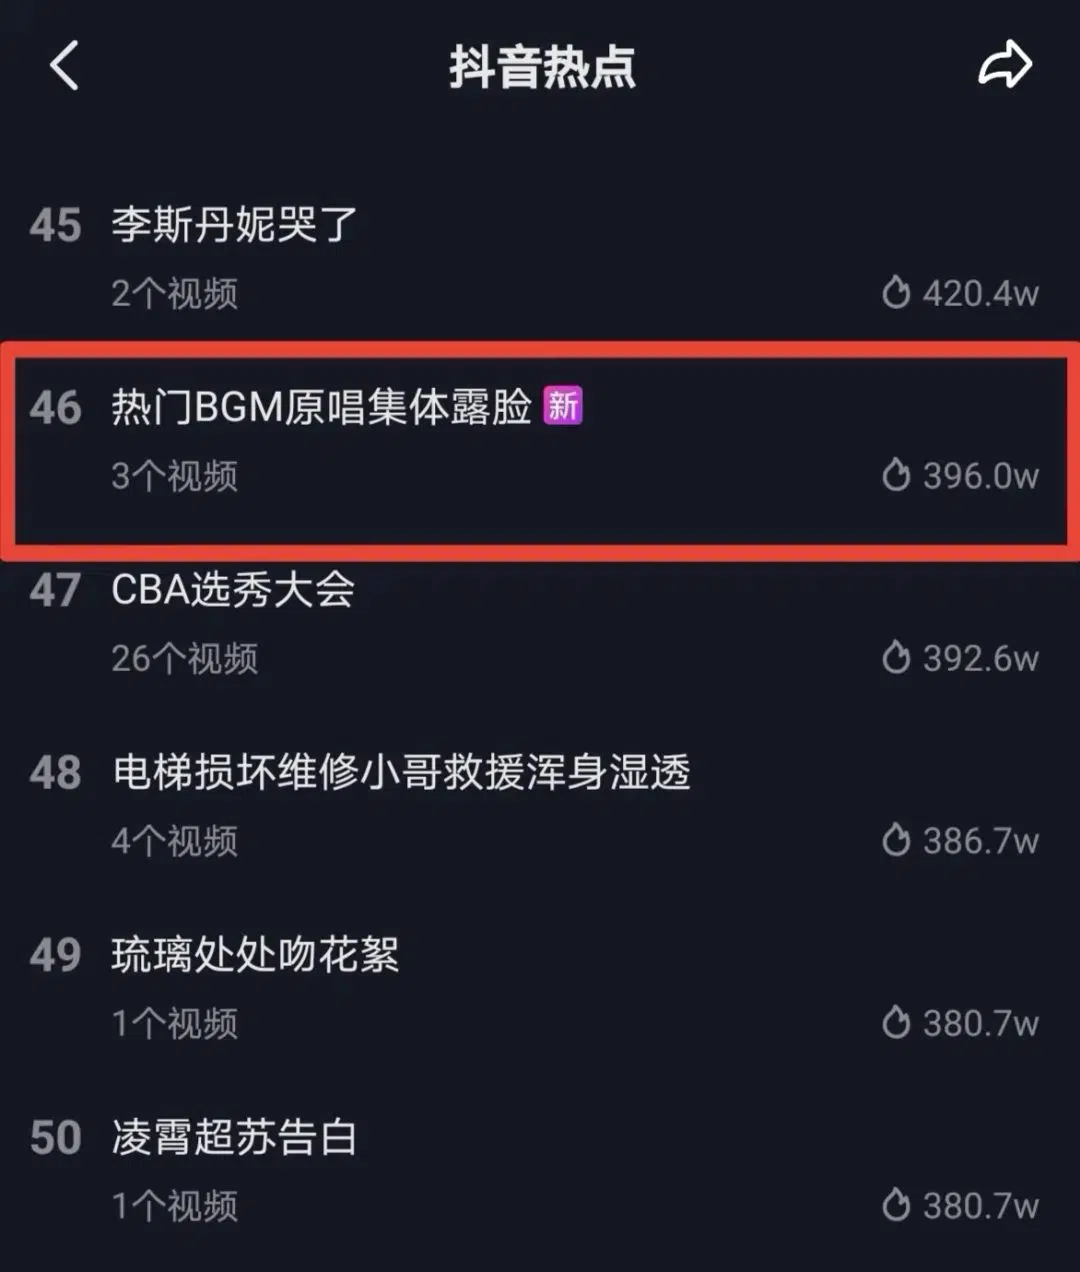 抖音热点
45 李斯丹妮哭了
2个视频 420.4w
46 热门BGM原唱集体露脸 新
3个视频 396.0w
47 CBA选秀大会
26个视频 392.6w
48 电梯损坏维修小哥救援浑身湿透
4个视频 386.7w
49 琉璃处处吻花絮
1个视频 380.7w
50 凌霄超苏告白
1个视频 380.7w